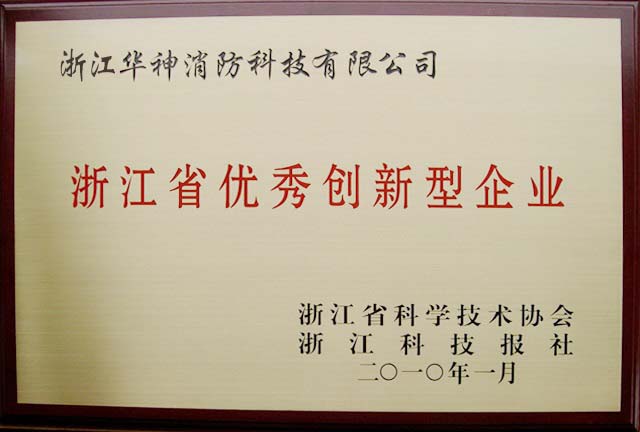 浙江华神消防科技有限公司
浙江省优秀创新型企业
浙江省科学技术协会
浙江科技报社
二〇一〇年一月